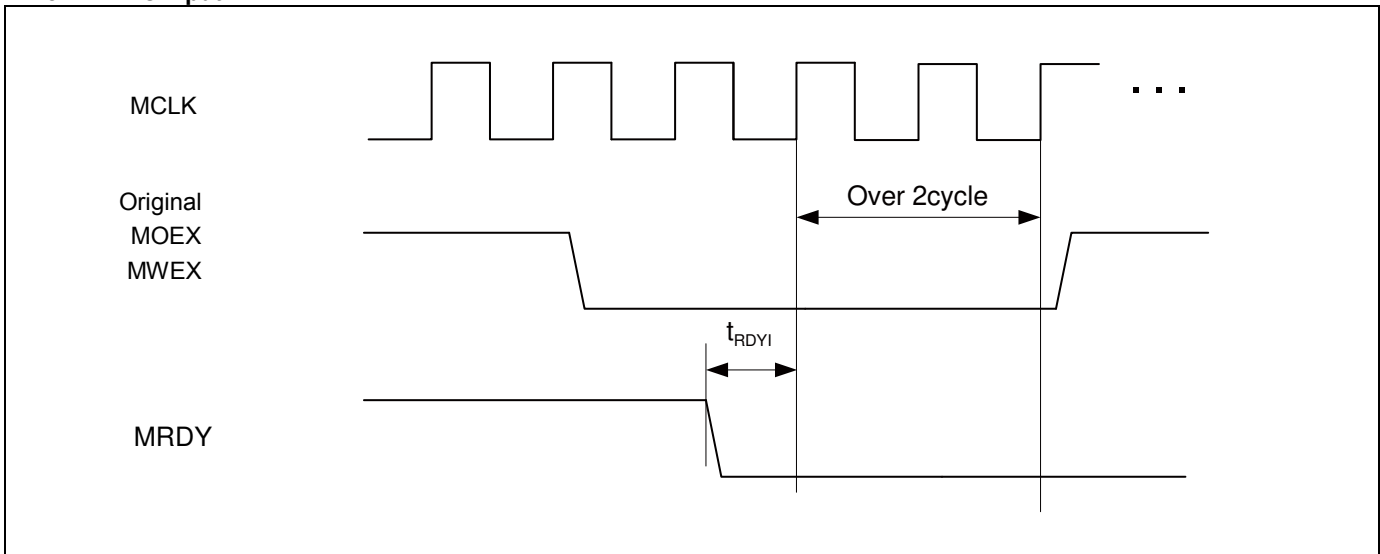 MCLK
. . .
Original
MOEX
MWEX
Over 2cycle
tRDYI
MRDY